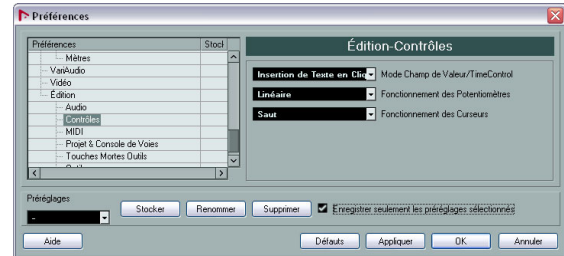 Préférences
Préférences Stock
Mètres
VariAudio
Vidéo
Édition
Audio
Contrôles
MIDI
Projet & Console de Voies
Touches Mortes Outils
Édition-Contrôles
Insertion de Texte en Clic Mode Champ de Valeur/TimeControl
Linéaire Fonctionnement des Potentiomètres
Saut Fonctionnement des Curseurs
Préréglages
-
Stocker Renommer Supprimer Enregistrer seulement les préréglages sélectionnés
Aide Défauts Appliquer OK Annuler